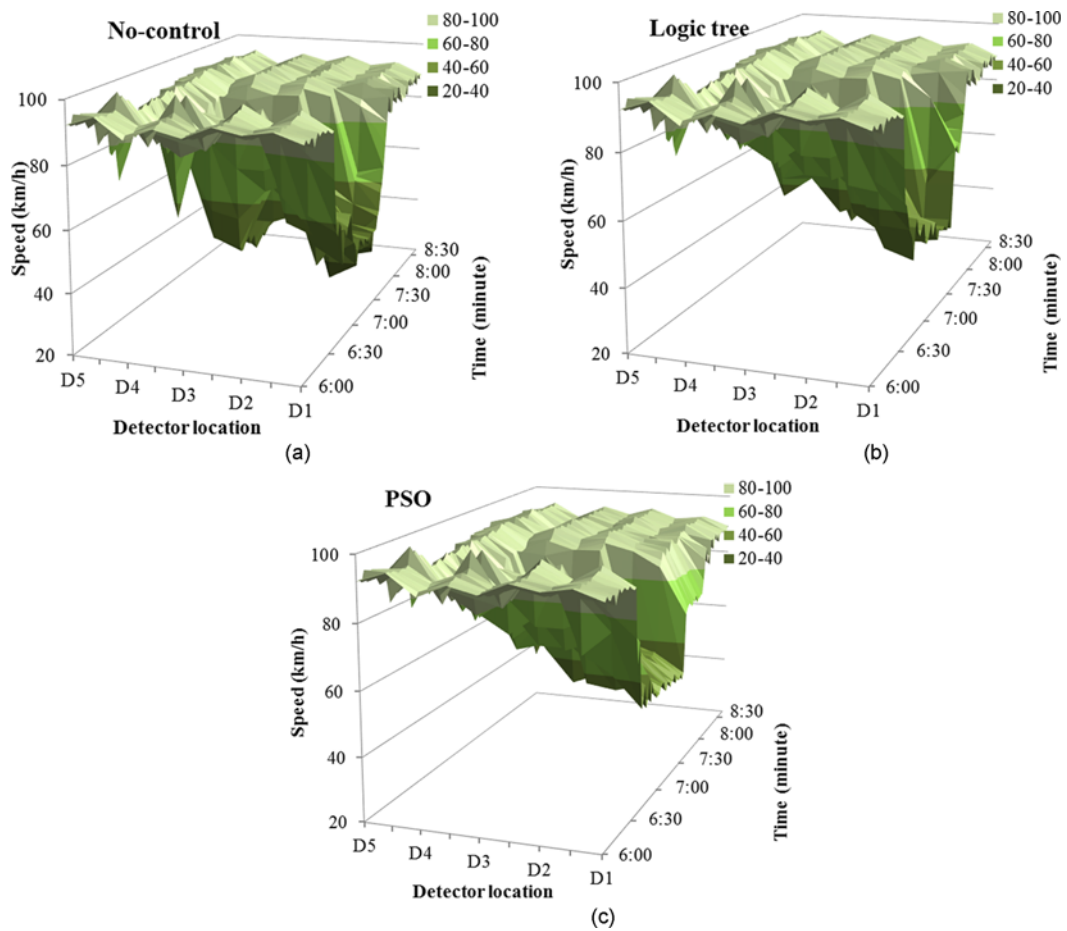 No-control
80-100
60-80
40-60
20-40
100
80
60
40
20
Speed (km/h)
D5
D4
D3
D2
D1
Detector location
6:00
6:30
7:00
7:30
8:00
8:30
Time (minute)
(a)
Logic tree
80-100
60-80
40-60
20-40
100
80
60
40
20
Speed (km/h)
D5
D4
D3
D2
D1
Detector location
6:00
6:30
7:00
7:30
8:00
8:30
Time (minute)
(b)
PSO
80-100
60-80
40-60
20-40
100
80
60
40
20
Speed (km/h)
D5
D4
D3
D2
D1
Detector location
6:00
6:30
7:00
7:30
8:00
8:30
Time (minute)
(c)